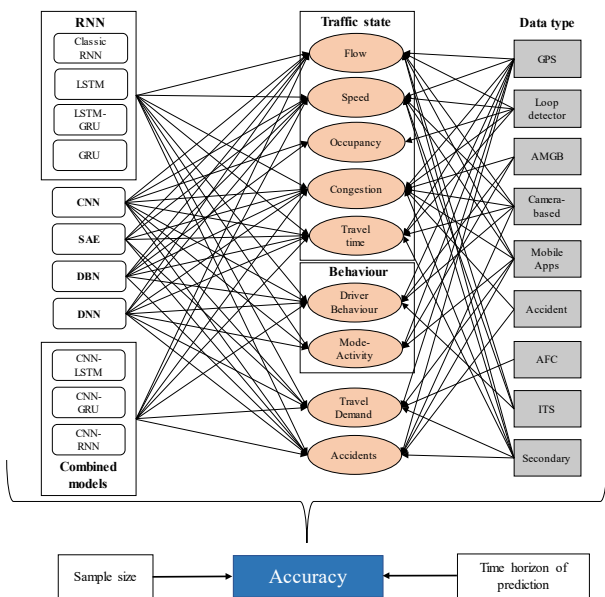 RNN
Classic
RNN
LSTM
LSTM-
GRU
GRU
CNN
SAE
DBN
DNN
CNN-
LSTM
CNN-
GRU
CNN-
RNN
Combined
models
Traffic state
Flow
Speed
Occupancy
Congestion
Travel
time
Behaviour
Driver
Behaviour
Mode-
Activity
Travel
Demand
Accidents
Data type
GPS
Loop
detector
AMGB
Camera-
based
Mobile
Apps
Accident
AFC
ITS
Secondary
Sample size
Accuracy
Time horizon of
prediction